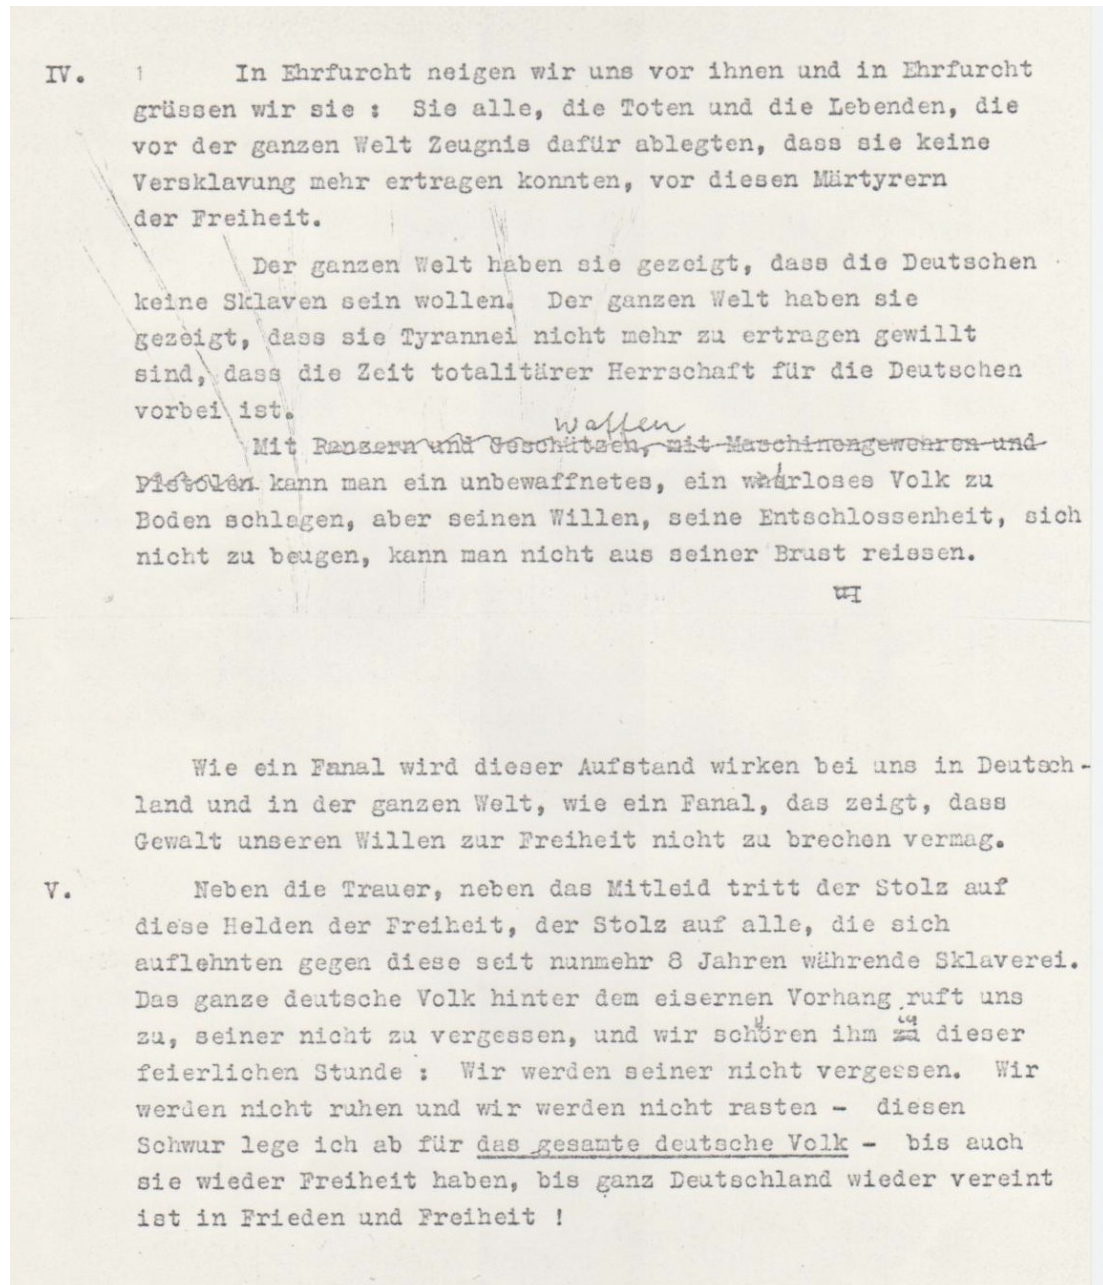 IV. 1 In Ehrfurcht neigen wir uns vor ihnen und in Ehrfurcht
grüssen wir sie : Sie alle, die Toten und die Lebenden, die
vor der ganzen Welt Zeugnis dafür ablegten, dass sie keine
Versklavung mehr ertragen konnten, vor diesen Märtyrern
der Freiheit.
Der ganzen Welt haben sie gezeigt, dass die Deutschen
keine Sklaven sein wollen. Der ganzen Welt haben sie
gezeigt, dass sie Tyrannei nicht mehr zu ertragen gewillt
sind, dass die Zeit totalitärer Herrschaft für die Deutschen
vorbei ist.
Waffen
Mit Panzern und Geschützen, mit Maschinengewehren und
Pistolen kann man ein unbewaffnetes, ein wehrloses Volk zu
Boden schlagen, aber seinen Willen, seine Entschlossenheit, sich
nicht zu beugen, kann man nicht aus seiner Brust reissen.
Wie ein Fanal wird dieser Aufstand wirken bei uns in Deutsch-
land und in der ganzen Welt, wie ein Fanal, das zeigt, dass
Gewalt unseren Willen zur Freiheit nicht zu brechen vermag.
V. Neben die Trauer, neben das Mitleid tritt der Stolz auf
diese Helden der Freiheit, der Stolz auf alle, die sich
auflehnten gegen diese seit nunmehr 8 Jahren währende Sklaverei.
Das ganze deutsche Volk hinter dem eisernen Vorhang ruft uns
zu, seiner nicht zu vergessen, und wir schwören ihm in dieser
feierlichen Stunde : Wir werden seiner nicht vergessen. Wir
werden nicht ruhen und wir werden nicht rasten - diesen
Schwur lege ich ab für das gesamte deutsche Volk - bis auch
sie wieder Freiheit haben, bis ganz Deutschland wieder vereint
ist in Frieden und Freiheit !